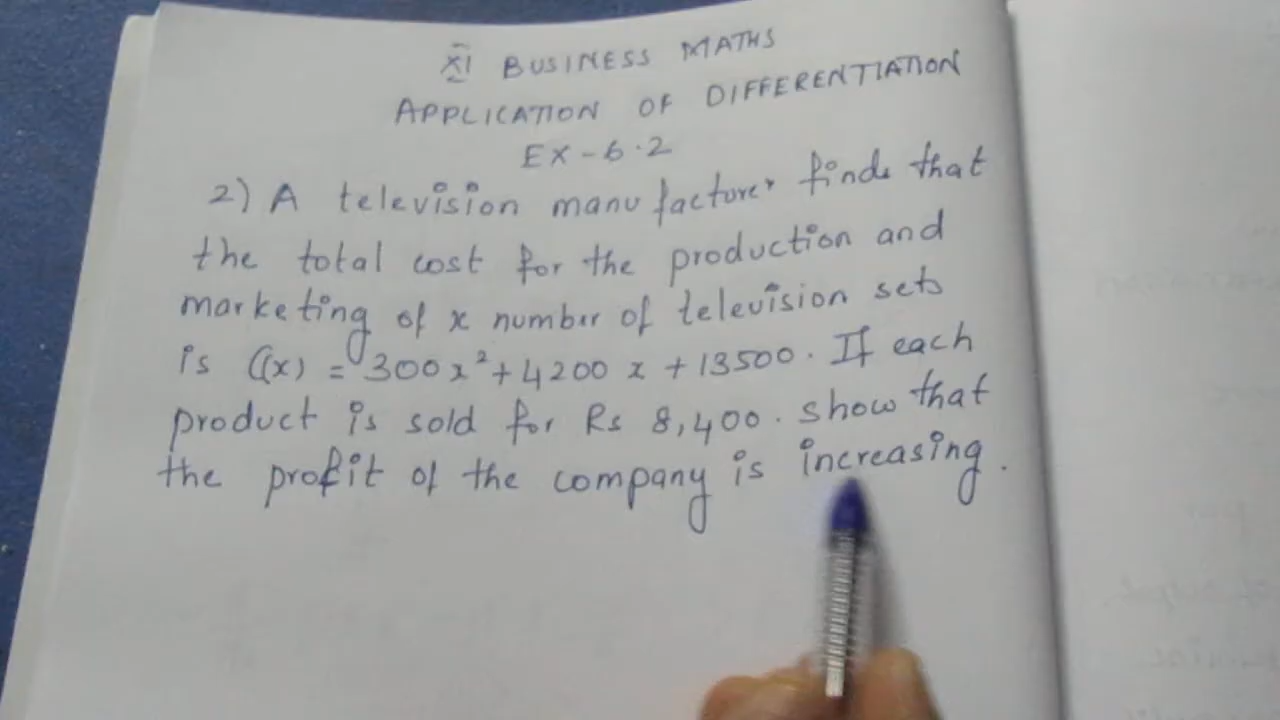 XI BUSINESS MATHS
APPLICATION OF DIFFERENTIATION
EX-6.2
2) A television manufacturer finds that
the total cost for the production and
marketing of x number of television sets
is C(x) = 300x² + 4200x + 13500. If each
product is sold for Rs 8,400. show that
the profit of the company is increasing.